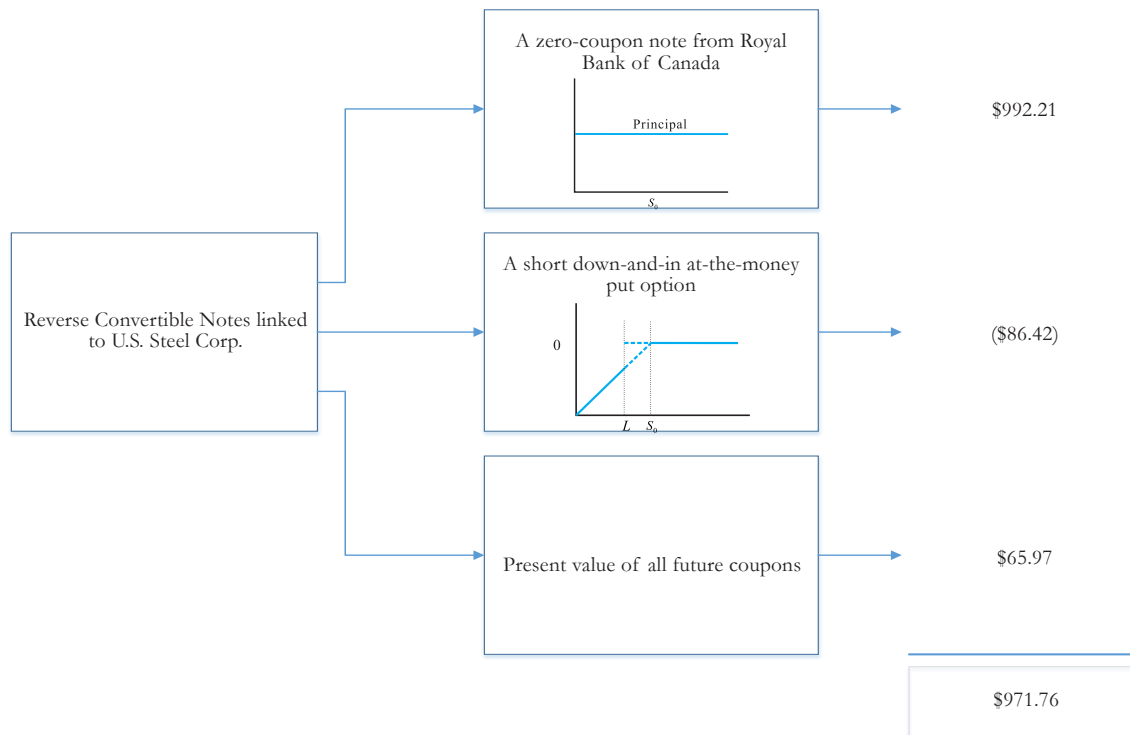 A zero-coupon note from Royal
Bank of Canada
Principal
S₀
$992.21
Reverse Convertible Notes linked
to U.S. Steel Corp.
A short down-and-in at-the-money
put option
0
L S₀
($86.42)
Present value of all future coupons
$65.97
$971.76